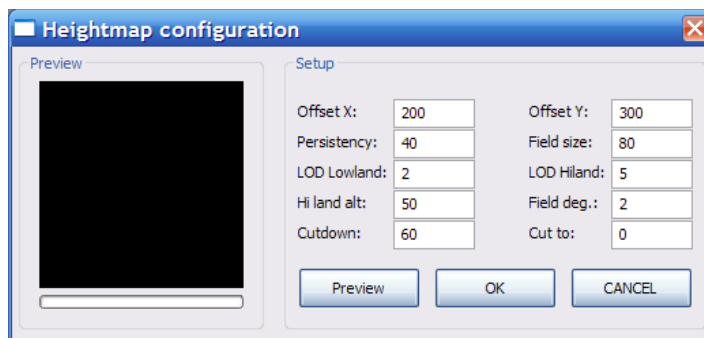 Heightmap configuration
Preview
Setup
Offset X: 200 Offset Y: 300
Persistency: 40 Field size: 80
LOD Lowland: 2 LOD Hiland: 5
Hi land alt: 50 Field deg.: 2
Cutdown: 60 Cut to: 0
Preview OK CANCEL